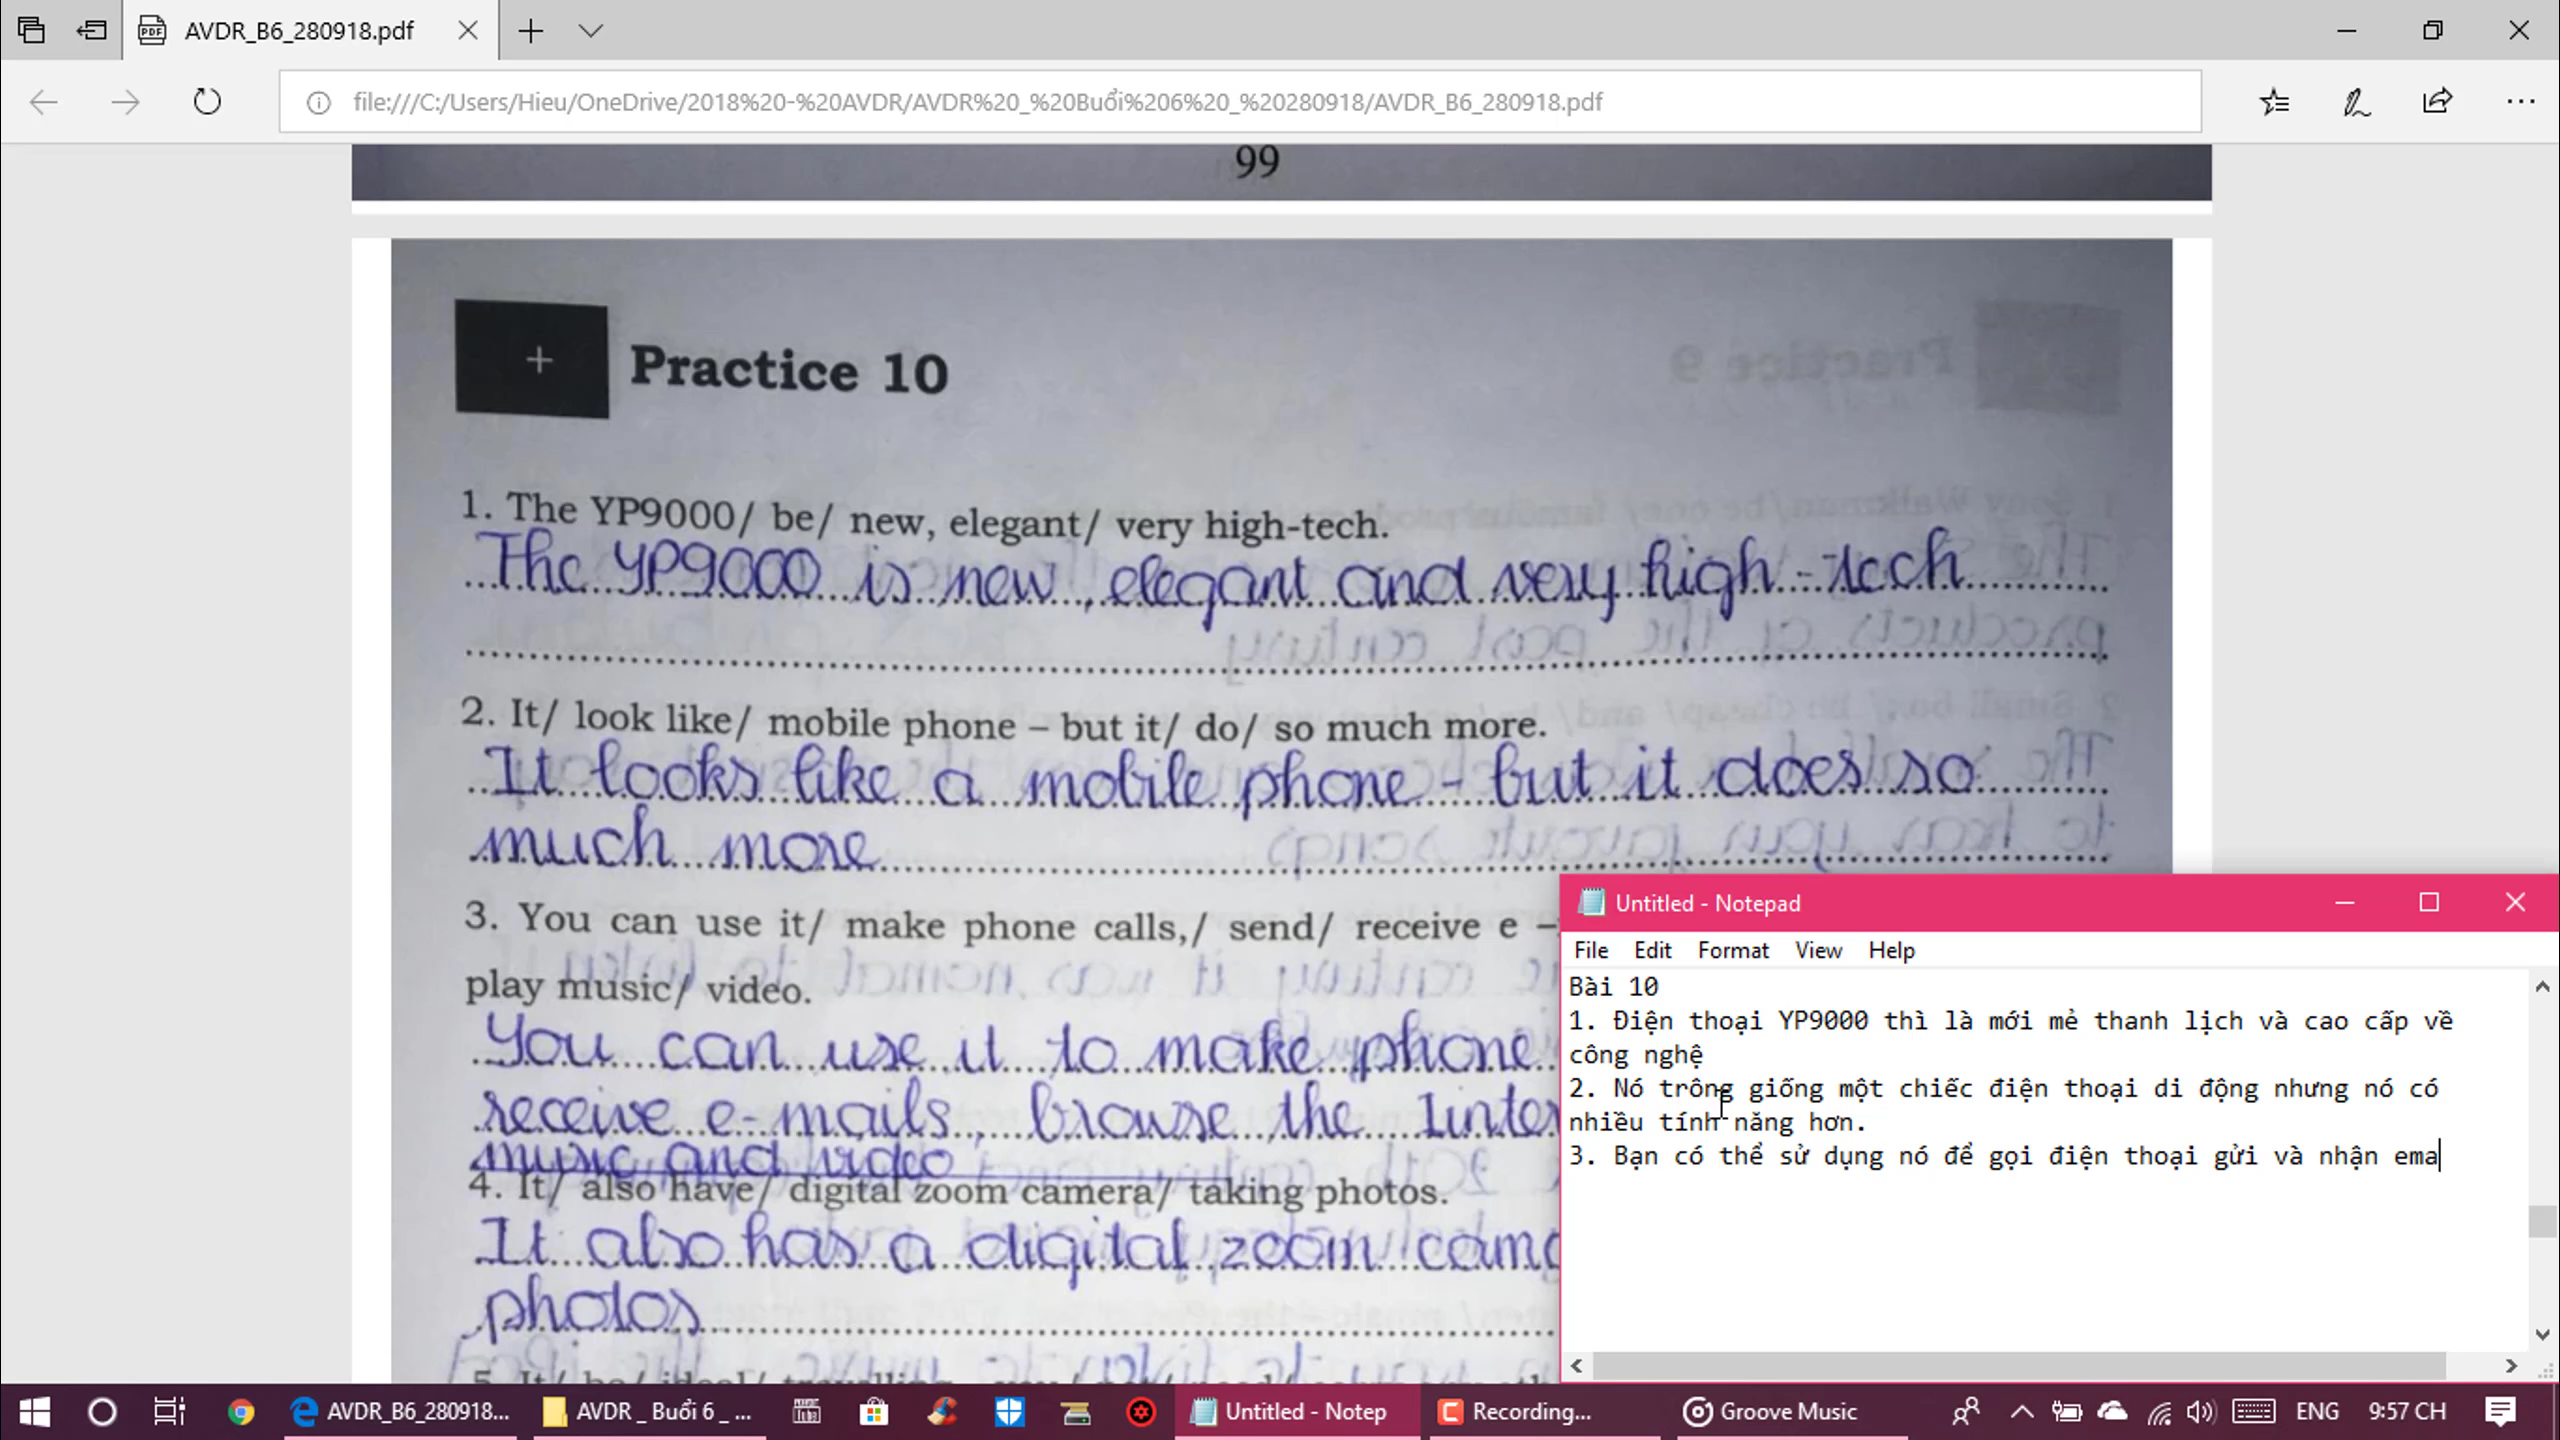 AVDR_B6_280918.pdf
file:///C:/Users/Hieu/OneDrive/2018%20-%20AVDR/AVDR%20_%20Buổi%206%20_%20280918/AVDR_B6_280918.pdf
99
Practice 10
1. The YP9000/ be/ new, elegant/ very high-tech.
The YP9000 is new, elegant and very high-tech
2. It/ look like/ mobile phone – but it/ do/ so much more.
It looks like a mobile phone - but it does so
much more
3. You can use it/ make phone calls,/ send/ receive e –
play music/ video.
You can use it to make phone
receive e-mails, browse the Inter
music and video
4. It/ also have/ digital zoom camera/ taking photos.
It also has a digital zoom came
photos
Untitled - Notepad
File Edit Format View Help
Bài 10
1. Điện thoại YP9000 thì là mới mẻ thanh lịch và cao cấp về
công nghệ
2. Nó trông giống một chiếc điện thoại di động nhưng nó có
nhiều tính năng hơn.
3. Bạn có thể sử dụng nó để gọi điện thoại gửi và nhận ema
AVDR_B6_280918... AVDR _ Buổi 6 _ ... Untitled - Notep Recording... Groove Music ENG 9:57 CH